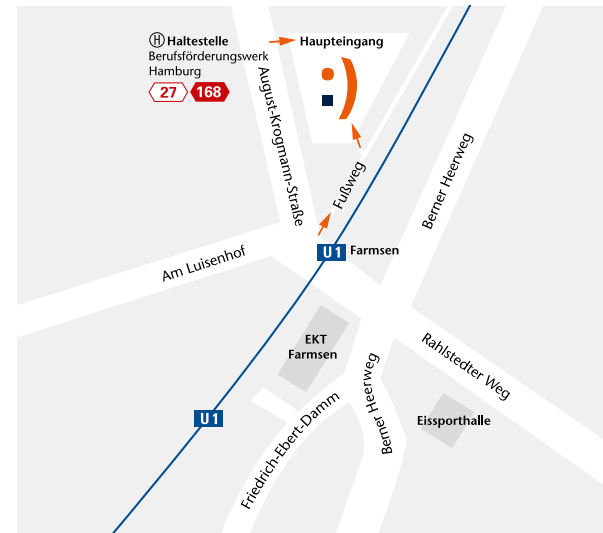 H Haltestelle
Berufsförderungswerk
Hamburg
27 168
Haupteingang
August-Krogmann-Straße
Fußweg
Berner Heerweg
Am Luisenhof
U1 Farmsen
EKT
Farmsen
Rahlstedter Weg
Berner Heerweg
Eissporthalle
U1
Friedrich-Ebert-Damm